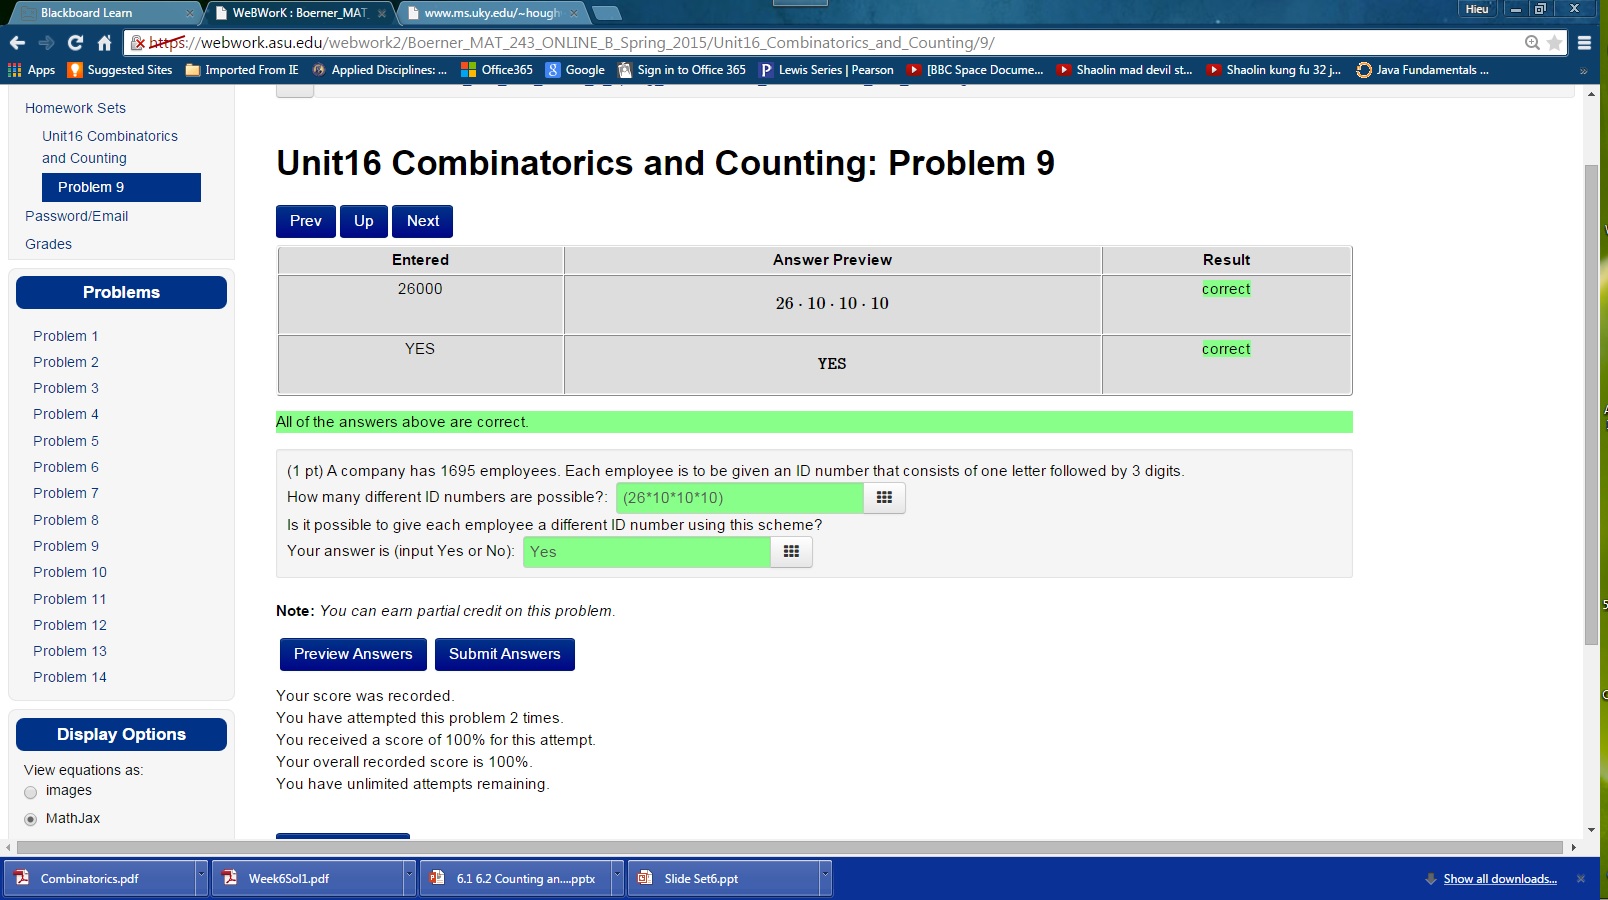 Blackboard Learn
WeBWorK : Boerner_MAT_
www.ms.uky.edu/~hough
Hieu
https://webwork.asu.edu/webwork2/Boerner_MAT_243_ONLINE_B_Spring_2015/Unit16_Combinatorics_and_Counting/9/
Apps
Suggested Sites
Imported From IE
Applied Disciplines: ...
Office365
Google
Sign in to Office 365
Lewis Series | Pearson
[BBC Space Docume...
Shaolin mad devil st...
Shaolin kung fu 32 j...
Java Fundamentals ...
Homework Sets
Unit16 Combinatorics
and Counting
Problem 9
Password/Email
Grades
Problems
Problem 1
Problem 2
Problem 3
Problem 4
Problem 5
Problem 6
Problem 7
Problem 8
Problem 9
Problem 10
Problem 11
Problem 12
Problem 13
Problem 14
Display Options
View equations as:
images
MathJax
Unit16 Combinatorics and Counting: Problem 9
Prev Up Next
Entered Answer Preview Result
26000 26 · 10 · 10 · 10 correct
YES YES correct
All of the answers above are correct.
(1 pt) A company has 1695 employees. Each employee is to be given an ID number that consists of one letter followed by 3 digits.
How many different ID numbers are possible?: (26*10*10*10)
Is it possible to give each employee a different ID number using this scheme?
Your answer is (input Yes or No): Yes
Note: You can earn partial credit on this problem.
Preview Answers Submit Answers
Your score was recorded.
You have attempted this problem 2 times.
You received a score of 100% for this attempt.
Your overall recorded score is 100%.
You have unlimited attempts remaining.
Combinatorics.pdf
Week6Sol1.pdf
6.1 6.2 Counting an....pptx
Slide Set6.ppt
Show all downloads...